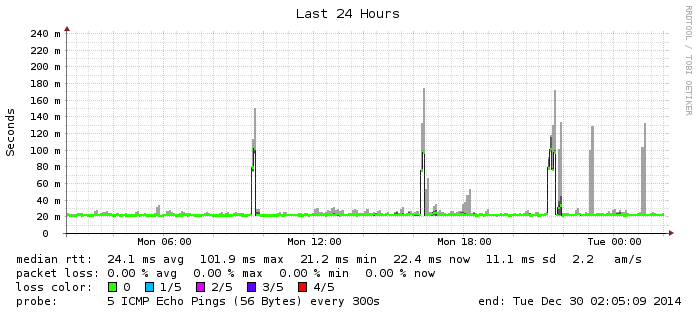 Last 24 Hours
RRDTOOL / TOBI OETIKER
Seconds
240 m
220 m
200 m
180 m
160 m
140 m
120 m
100 m
80 m
60 m
40 m
20 m
0
Mon 06:00 Mon 12:00 Mon 18:00 Tue 00:00
median rtt: 24.1 ms avg 101.9 ms max 21.2 ms min 22.4 ms now 11.1 ms sd 2.2 am/s
packet loss: 0.00 % avg 0.00 % max 0.00 % min 0.00 % now
loss color: 0 1/5 2/5 3/5 4/5
probe: 5 ICMP Echo Pings (56 Bytes) every 300s end: Tue Dec 30 02:05:09 2014